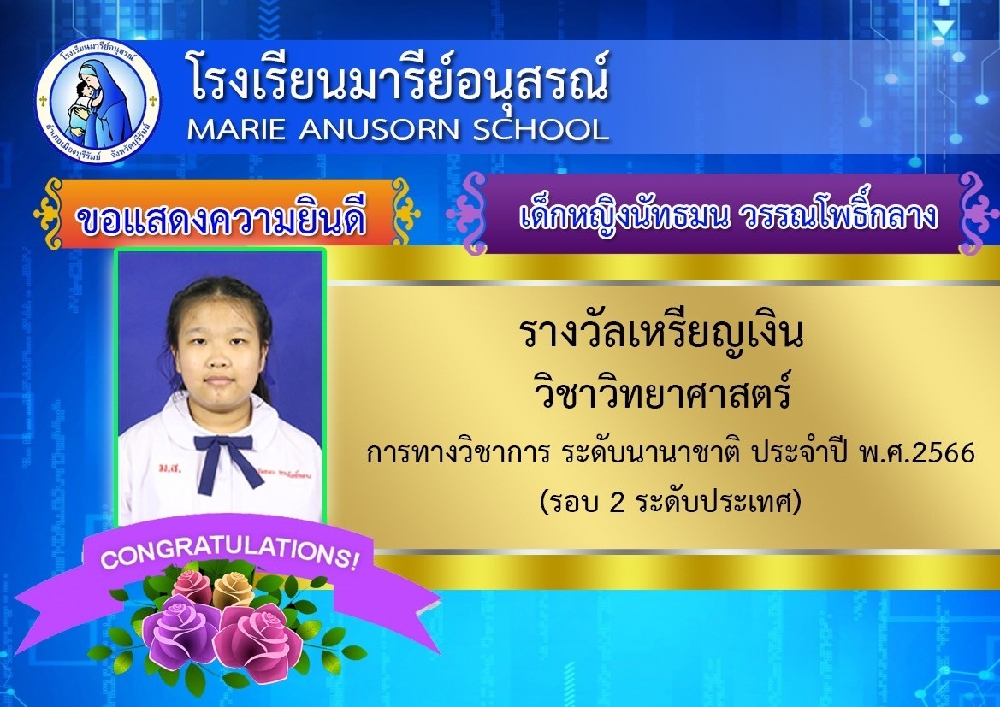 โรงเรียนมารีย์อนุสรณ์
อำเภอเมืองบุรีรัมย์ จังหวัดบุรีรัมย์
โรงเรียนมารีย์อนุสรณ์
MARIE ANUSORN SCHOOL
ขอแสดงความยินดี
เด็กหญิงนัทธมน วรรณโพธิ์กลาง
รางวัลเหรียญเงิน
วิชาวิทยาศาสตร์
การทางวิชาการ ระดับนานาชาติ ประจำปี พ.ศ.2566
(รอบ 2 ระดับประเทศ)
ม.ส.
CONGRATULATIONS!